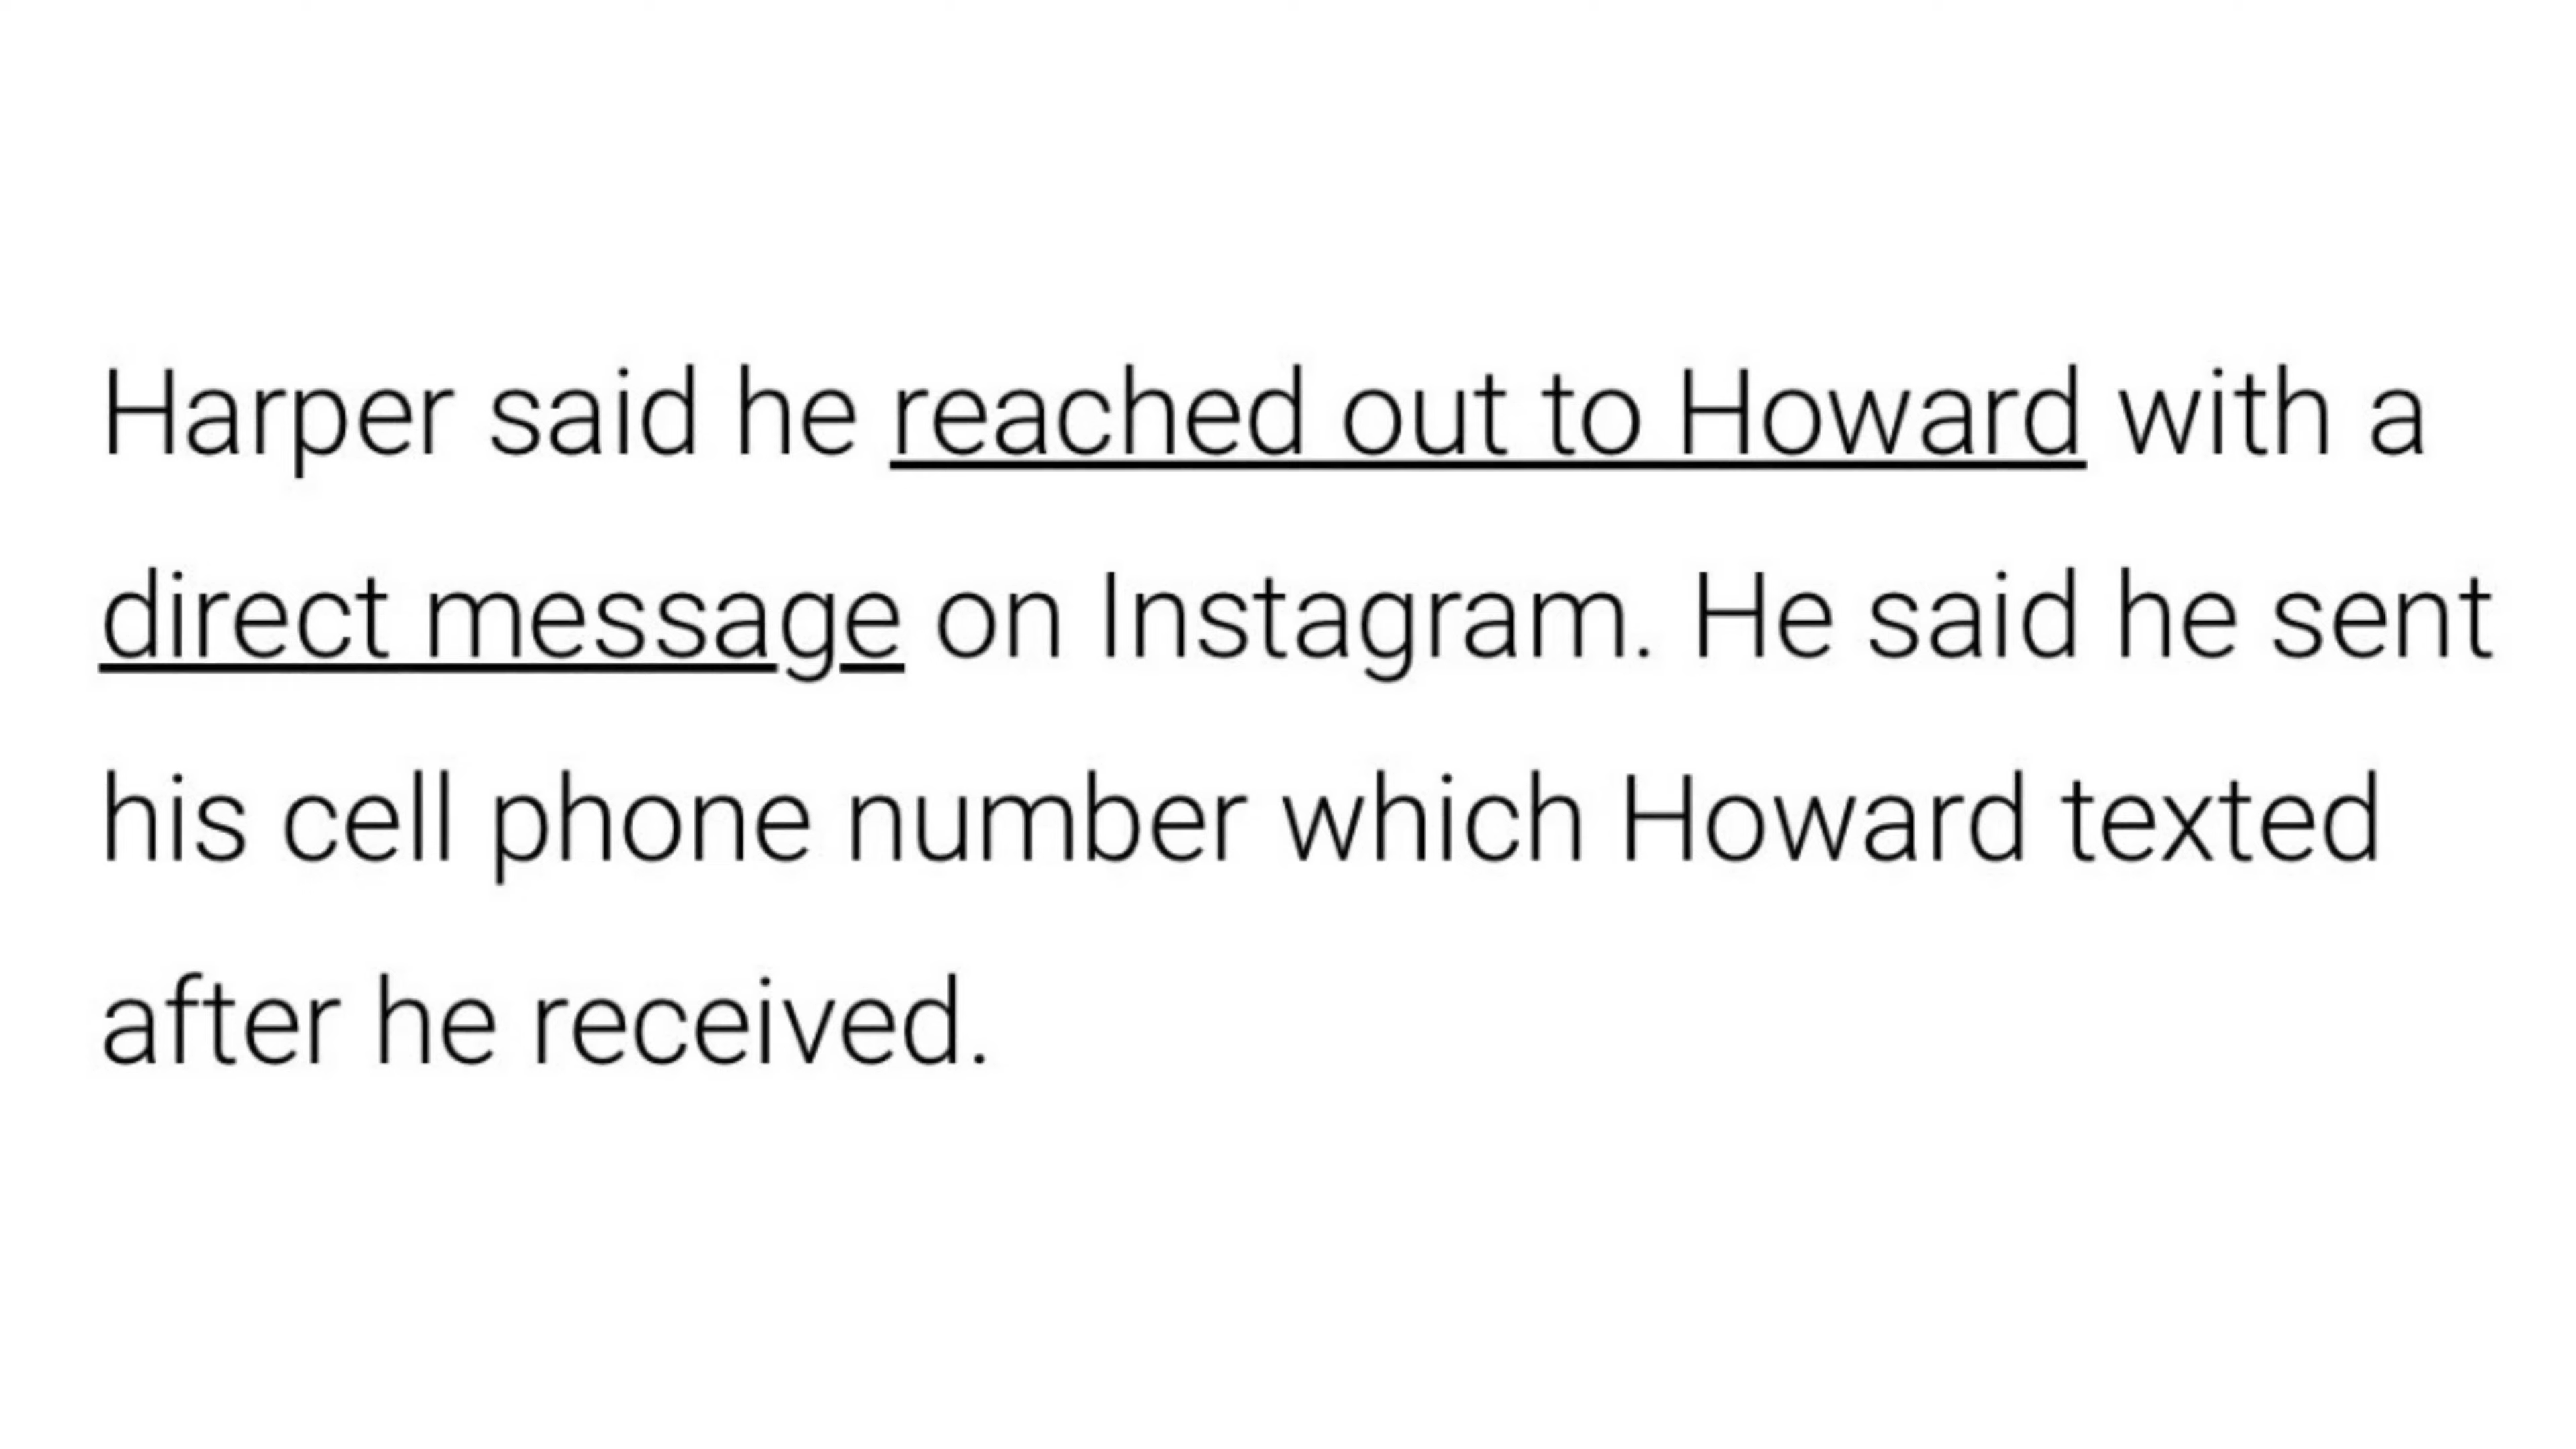 Harper said he reached out to Howard with a
direct message on Instagram. He said he sent
his cell phone number which Howard texted
after he received.